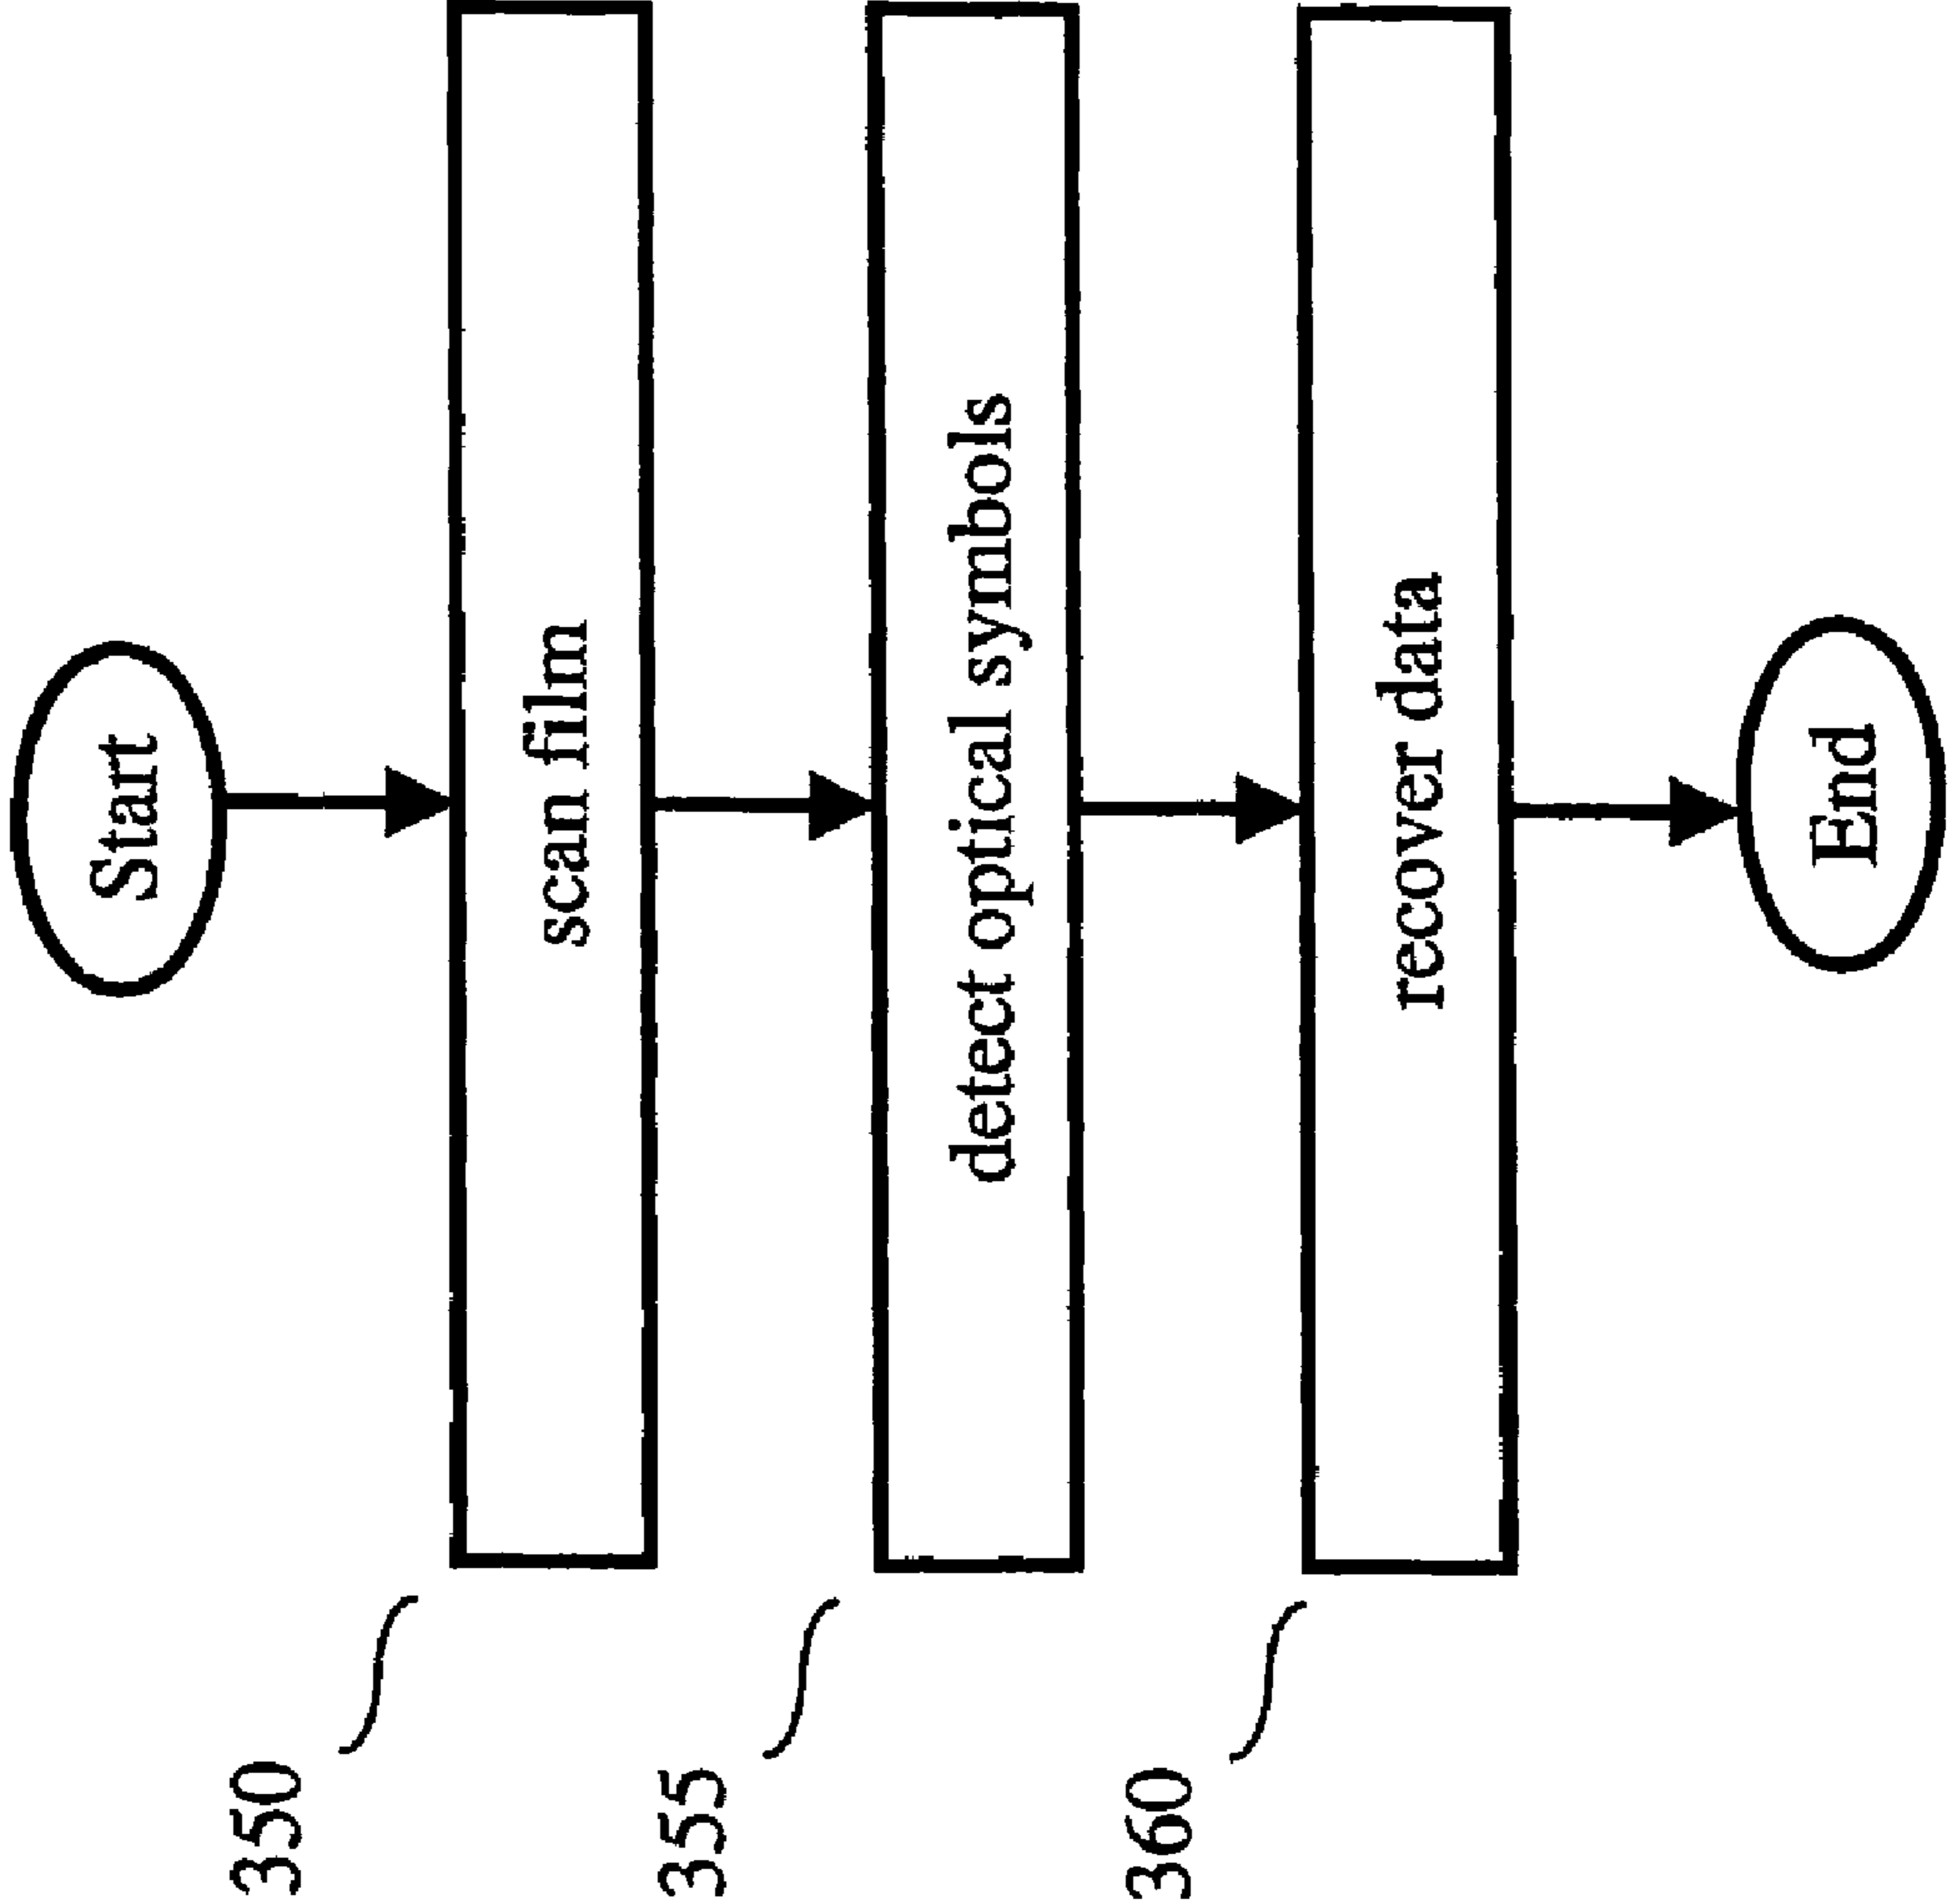 Start
350
scan film
355
detect optical symbols
360
recover data
End